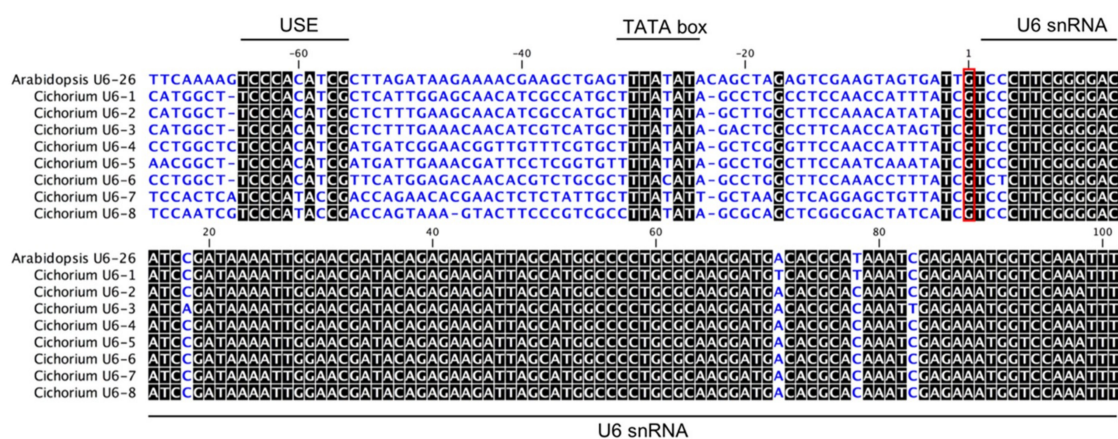 USE
TATA box
U6 snRNA
-60 -40 -20 1
Arabidopsis U6-26 TTCAAAAGTCCCACATCGCTTAGATAAGAAAACGAAGCTGAGTTTATATACAGCTAGAGTCGAAGTAGTGATTGTCCCTTCGGGGAC
Cichorium U6-1 CATGGCT-TCCCACATCGCTCATTGGAGCAACATCGCCATGCTTTATATA-GCCTCGCCTCCAACCATTTATCGTCCCTTCGGGGAC
Cichorium U6-2 CATGGCT-TCCCACATCGCTCTTTGAAGCAACATCGCCATGCTTTATATA-GCTTGGCTTCCAAACATATATCGTCCCTTCGGGGAC
Cichorium U6-3 CATGGCT-TCCCACATCGCTCTTTGAAACAACATCGTCATGCTTTATATA-GACTCGCCTTCAACCATAGTTCGTTCCTTCGGGGAC
Cichorium U6-4 CCTGGCTCTCCCACATCGATGATCGGAACGGTTGTTTCGTGCTTTATATA-GCTCGGCTTCCAACCATTTATCGTCCCTTCGGGGAC
Cichorium U6-5 AACGGCT-TCCCACATCGATGATTGAAACGATTCCTCGGTGTTTTATATA-GCCTGGCTTCCAATCAAATATCGTCCCTTCGGGGAC
Cichorium U6-6 CCTGGCT-TCCCACATCGTTCATGGAGACAACACGTCTGCGCTTTACATA-GCCTGGCTTCCAAACCTTTATCGTCTCTTCGGGGAC
Cichorium U6-7 TCCACTCATCCCATACCGACCAGAACACGAACTCTCTATTGCTTTATATT-GCTAAGCTCAGGAGACTGTTATCGTCCCTTCGGGGAC
Cichorium U6-8 TCCAATCGTCCCATACCGACCAGTAAA-GTACTTCCCGTCGCCTTATATA-GCGCAGCTCGGCGACTGTATATCGTCCCTTCGGGGAC
20 40 60 80 100
Arabidopsis U6-26 ATCCGATAAAATTGGAACGATACAGAGAAGATTAGCATGGCCCCTGCGCAAGGATGACACGCATAAATCGAGAAATGGTCCAAATTT
Cichorium U6-1 ATCCGATAAAATTGGAACGATACAGAGAAGATTAGCATGGCCCCTGCGCAAGGATGTCACGCATAAATCGAGAAATGGTCCAAATTT
Cichorium U6-2 ATCCGATAAAATTGGAACGATACAGAGAAGATTAGCATGGCCCCTGCGCAAGGATGACACGCACAAATCGAGAAATGGTCCAAATTT
Cichorium U6-3 ATCAGATAAAATTGGAACGATACAGAGAAGATTAGCATGGCCCCTGCGCAAGGATGACACGCACAAATTGAGAAATGGTCCAAATTT
Cichorium U6-4 ATCCGATAAAATTGGAACGATACAGAGAAGATTAGCATGGCCCCTGCGCAAGGATGACACGCACAAATCGAGAAATGGTCCAAATTT
Cichorium U6-5 ATCCGATAAAATTGGAACGATACAGAGAAGATTAGCATGGCCCCTGCGCAAGGATGACACGCACAAATCGAGAAATGGTCCAAATTT
Cichorium U6-6 ATCCGATAAAATTGGAACGATACAGAGAAGATTAGCATGGCCCCTGCGCAAGGATGACACGCACAAATCGAGAAATGGTCCAAATTT
Cichorium U6-7 ATCCGATAAAATTGGAACGATACAGAGAAGATTAGCATGGCCCCTGCGCAAGGATGACACGCACAAATCGAGAAATGGTCCAAATTT
Cichorium U6-8 ATCCGATAAAATTGGAACGATACAGAGAAGATTAGCATGGCCCCTGCGCAAGGATGACACGCACAAATCGAGAAATGGTCCAAATTT
U6 snRNA